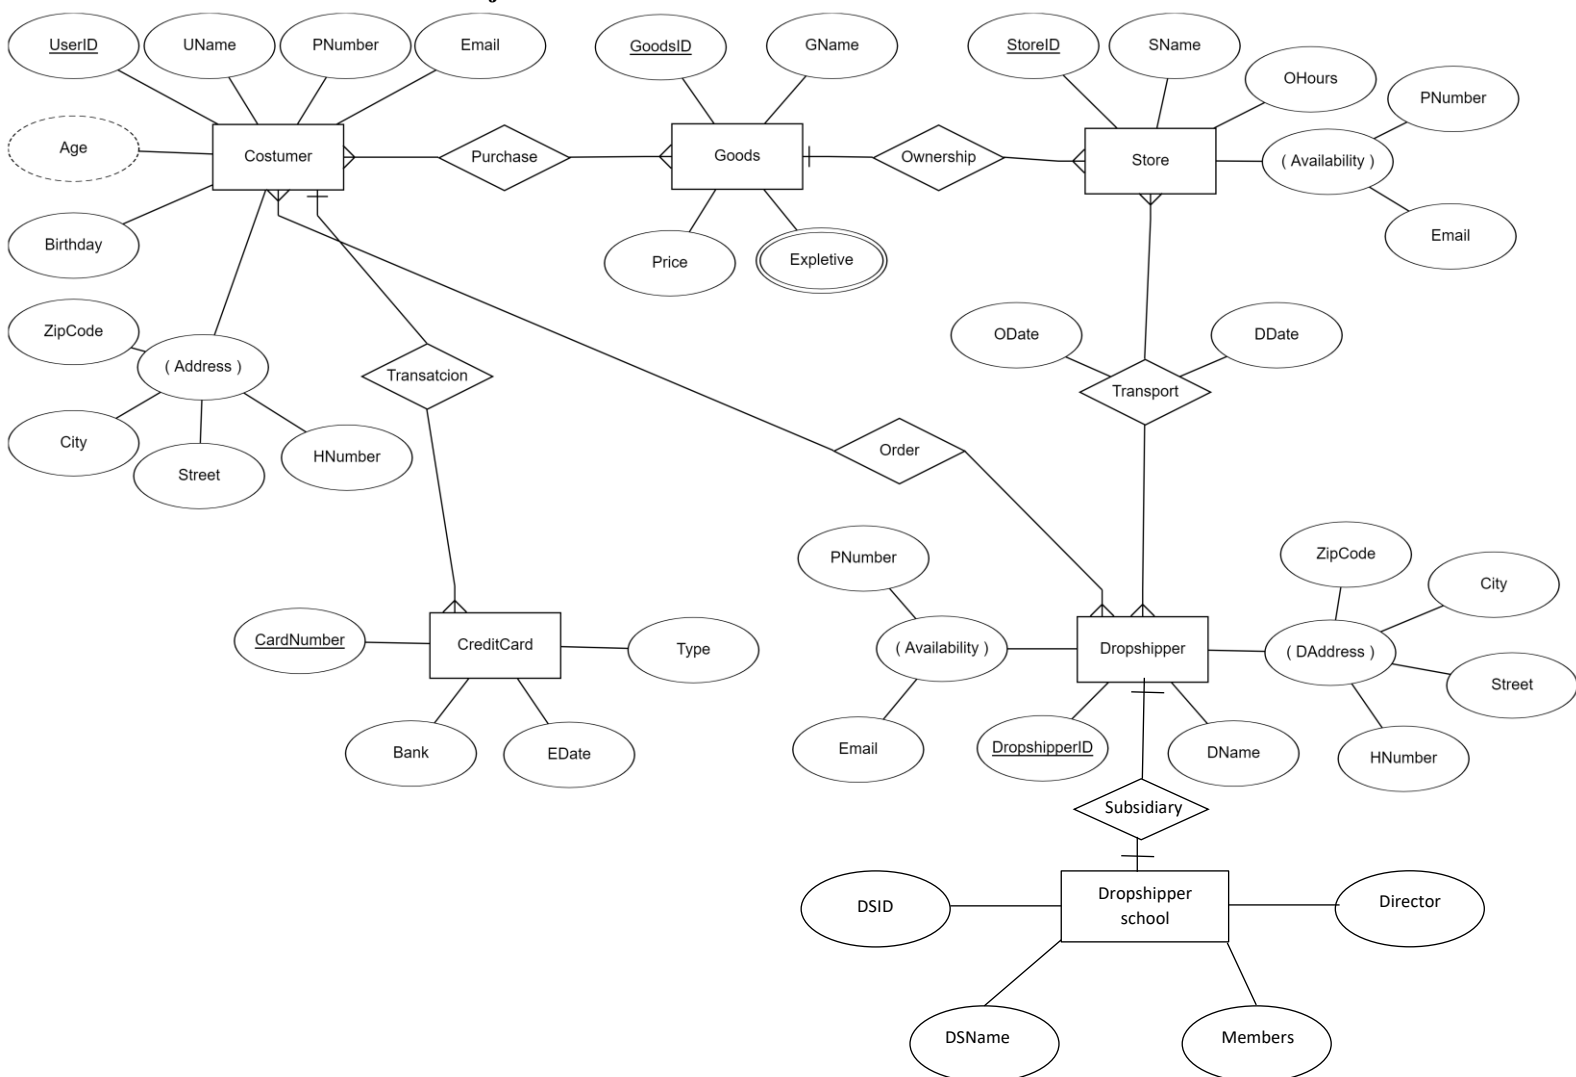 UserID
UName
PNumber
Email
GoodsID
GName
StoreID
SName
OHours
PNumber
Age
Costumer
Purchase
Goods
Ownership
Store
( Availability )
Birthday
Price
Expletive
Email
ZipCode
( Address )
City
Street
HNumber
Transatcion
ODate
DDate
Transport
Order
PNumber
ZipCode
City
CardNumber
CreditCard
Type
( Availability )
Dropshipper
( DAddress )
Street
Bank
EDate
Email
DropshipperID
DName
HNumber
Subsidiary
DSID
Dropshipper
school
Director
DSName
Members